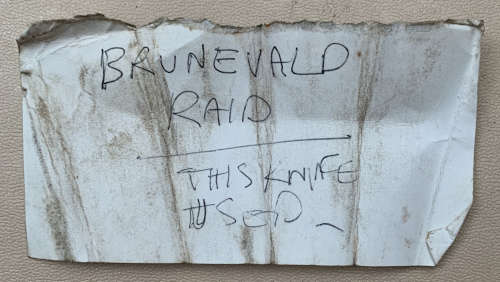 BRUNEVALD
RAID
THIS KNIFE
USED